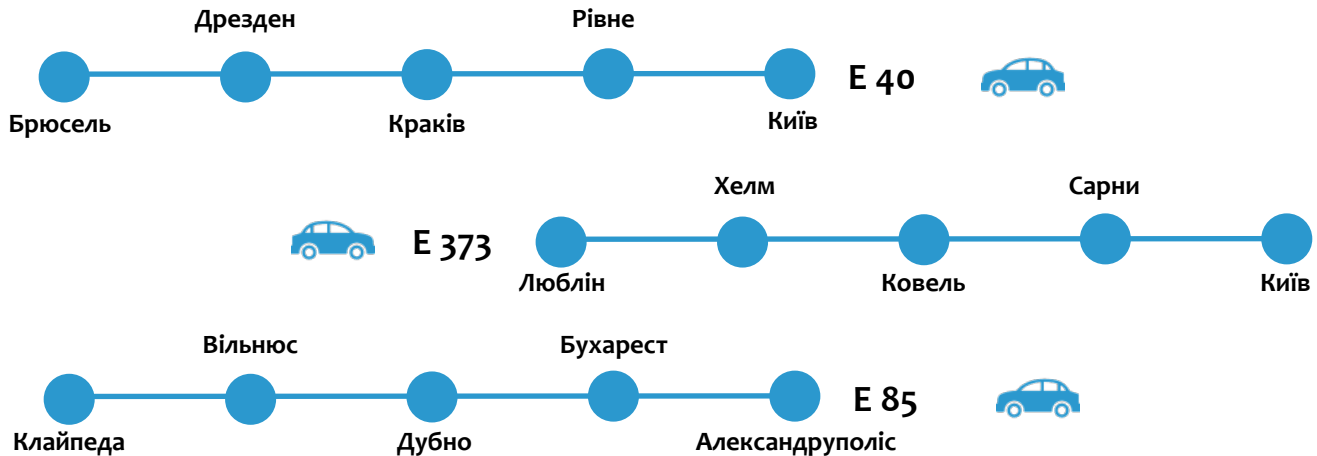 Дрезден
Рівне
Е 40
Брюсель
Краків
Київ
Хелм
Сарни
Е 373
Люблін
Ковель
Київ
Вільнюс
Бухарест
Е 85
Клайпеда
Дубно
Александруполіс